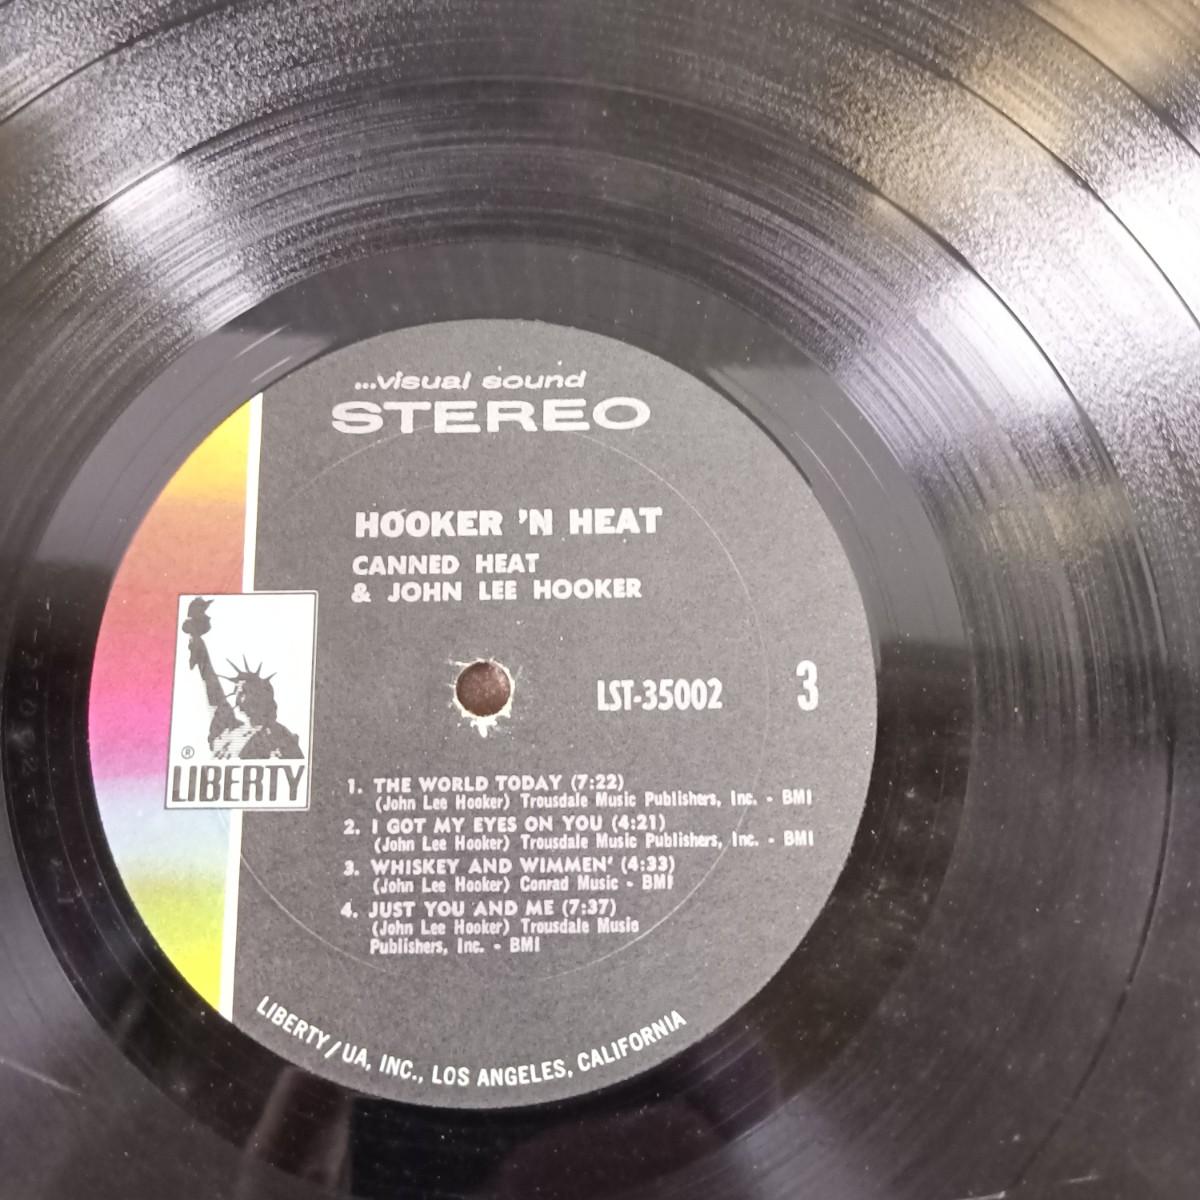 ...visual sound
STEREO
HOOKER 'N HEAT
CANNED HEAT
& JOHN LEE HOOKER
LST-35002
3
®
LIBERTY
1. THE WORLD TODAY (7:22)
(John Lee Hooker) Trousdale Music Publishers, Inc. - BMI
2. I GOT MY EYES ON YOU (4:21)
(John Lee Hooker) Trousdale Music Publishers, Inc. - BMI
3. WHISKEY AND WIMMEN' (4:33)
(John Lee Hooker) Conrad Music - BMI
4. JUST YOU AND ME (7:37)
(John Lee Hooker) Trousdale Music
Publishers, Inc. - BMI
LIBERTY/UA, INC., LOS ANGELES, CALIFORNIA